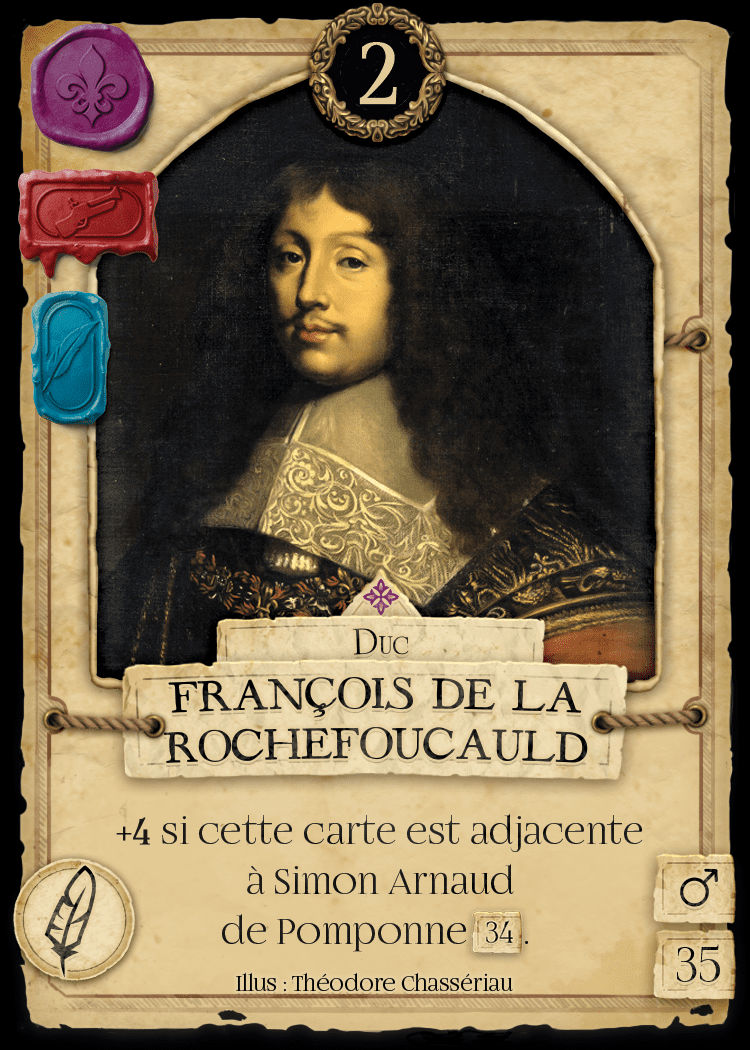 2
Duc
FRANÇOIS DE LA
ROCHEFOUCAULD
+4 si cette carte est adjacente
à Simon Arnaud
de Pomponne 34.
♂
35
Illus : Théodore Chassériau